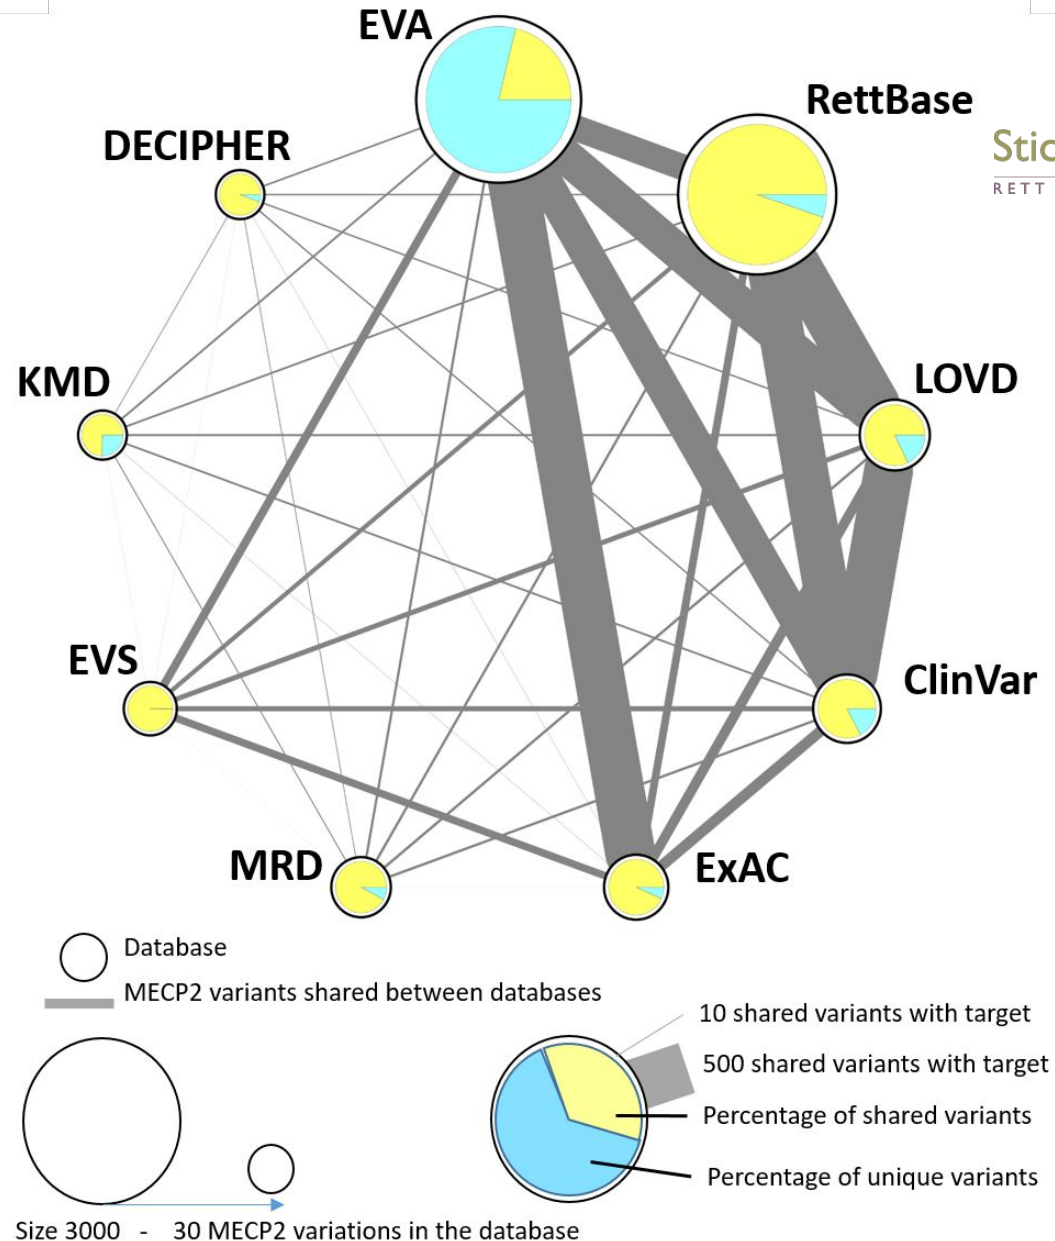 EVA
RettBase
DECIPHER
Stic
RETT
KMD
LOVD
EVS
ClinVar
MRD
ExAC
Database
MECP2 variants shared between databases
10 shared variants with target
500 shared variants with target
Percentage of shared variants
Percentage of unique variants
Size 3000 - 30 MECP2 variations in the database